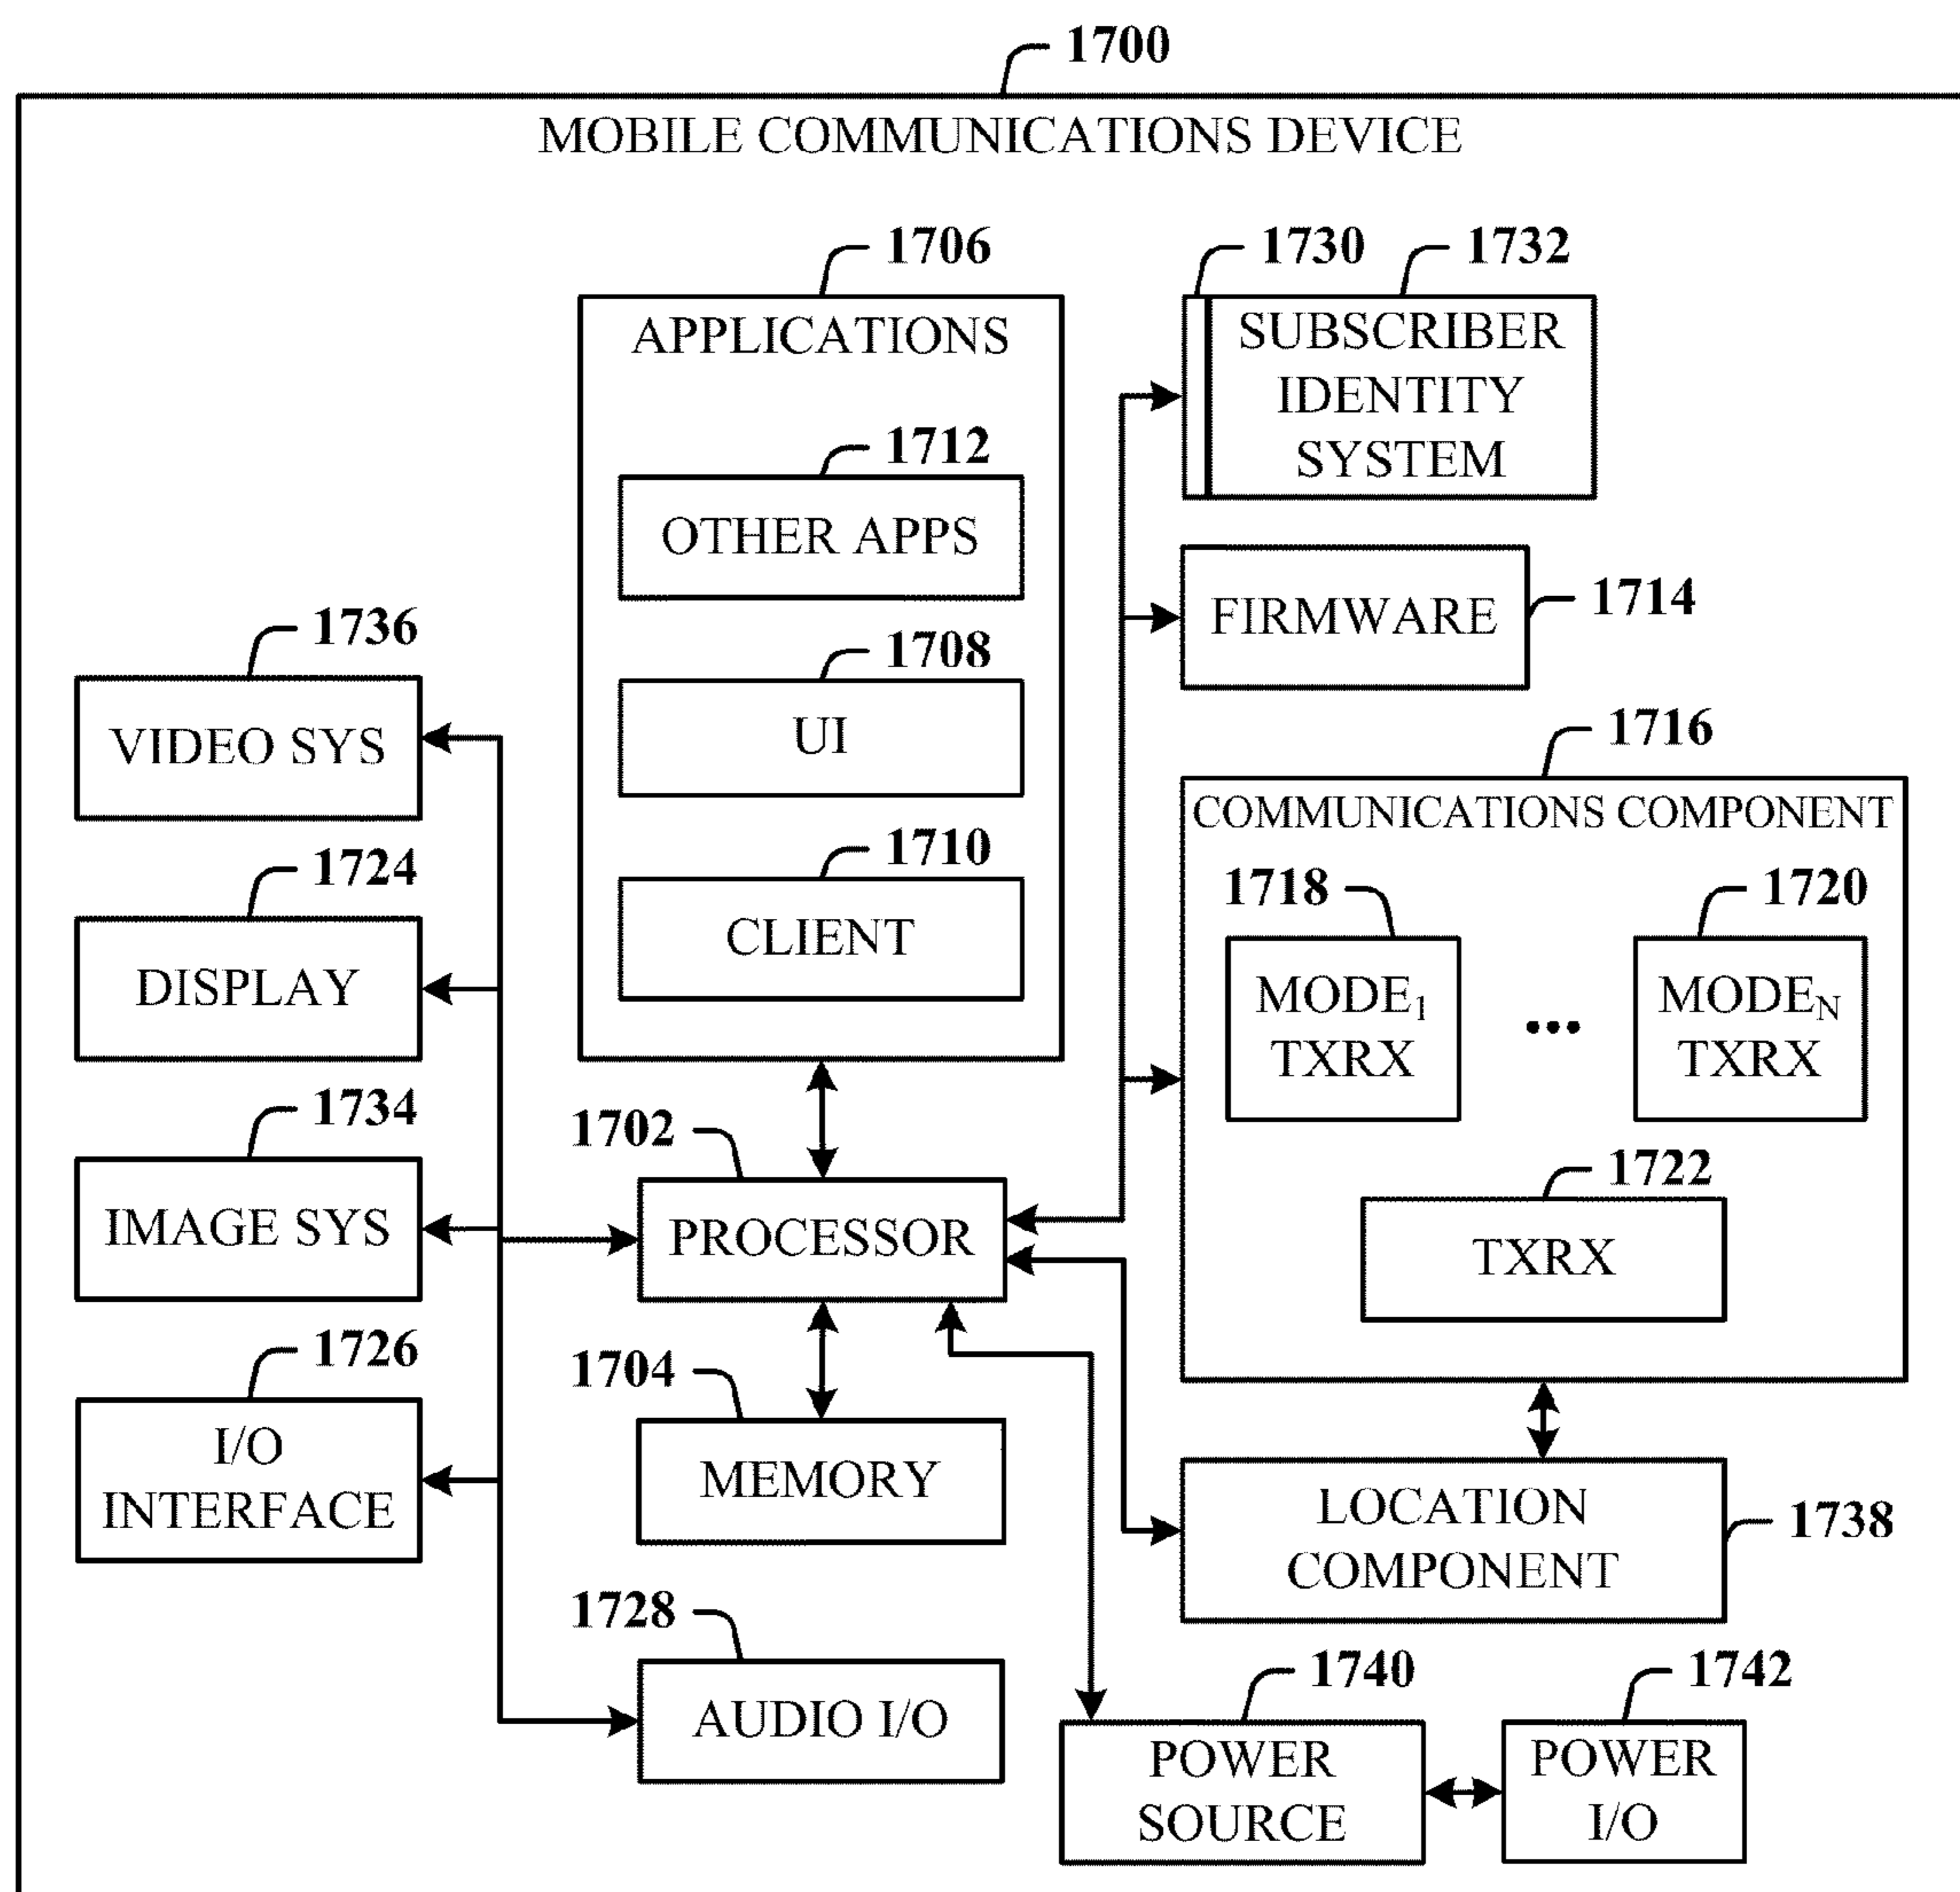 1700
MOBILE COMMUNICATIONS DEVICE
1706
APPLICATIONS
1712
OTHER APPS
1708
UI
1710
CLIENT
1730
1732
SUBSCRIBER
IDENTITY
SYSTEM
FIRMWARE
1714
1736
VIDEO SYS
1724
DISPLAY
1734
IMAGE SYS
1726
I/O
INTERFACE
1716
COMMUNICATIONS COMPONENT
1718
MODE1
TXRX
...
1720
MODEN
TXRX
1722
TXRX
1702
PROCESSOR
1704
MEMORY
1728
AUDIO I/O
LOCATION
COMPONENT
1738
1740
POWER
SOURCE
1742
POWER
I/O